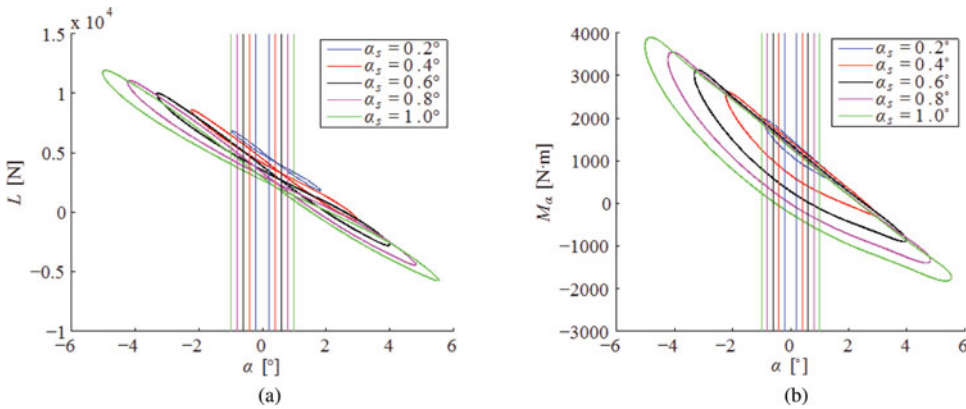 1.5 x 10⁴
α_s = 0.2°
α_s = 0.4°
α_s = 0.6°
α_s = 0.8°
α_s = 1.0°
1.0
0.5
0
−0.5
−1
L [N]
−6 −4 −2 0 2 4 6
α [°]
(a)
4000
3000
2000
1000
0
−1000
−2000
−3000
M_α [N·m]
α_s = 0.2°
α_s = 0.4°
α_s = 0.6°
α_s = 0.8°
α_s = 1.0°
−6 −4 −2 0 2 4 6
α [°]
(b)